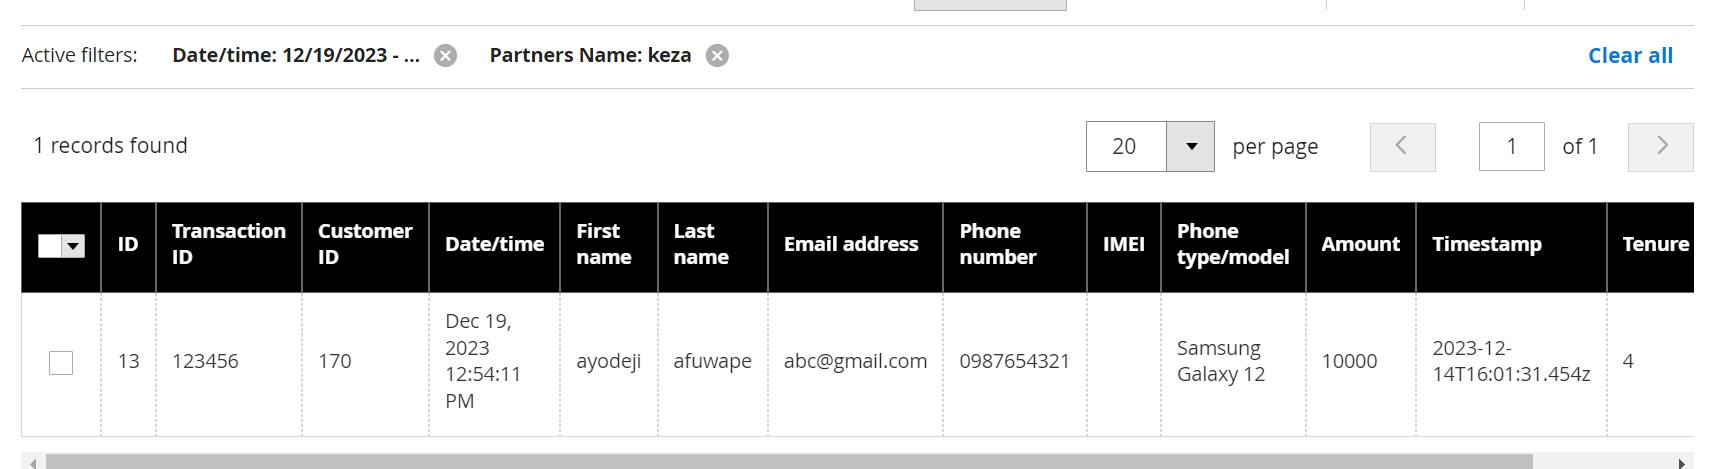 Active filters: Date/time: 12/19/2023 - ... Partners Name: keza Clear all
1 records found 20 per page 1 of 1
ID Transaction ID Customer ID Date/time First name Last name Email address Phone number IMEI Phone type/model Amount Timestamp Tenure
13 123456 170 Dec 19, 2023 12:54:11 PM ayodeji afuwape abc@gmail.com 0987654321 Samsung Galaxy 12 10000 2023-12-14T16:01:31.454z 4